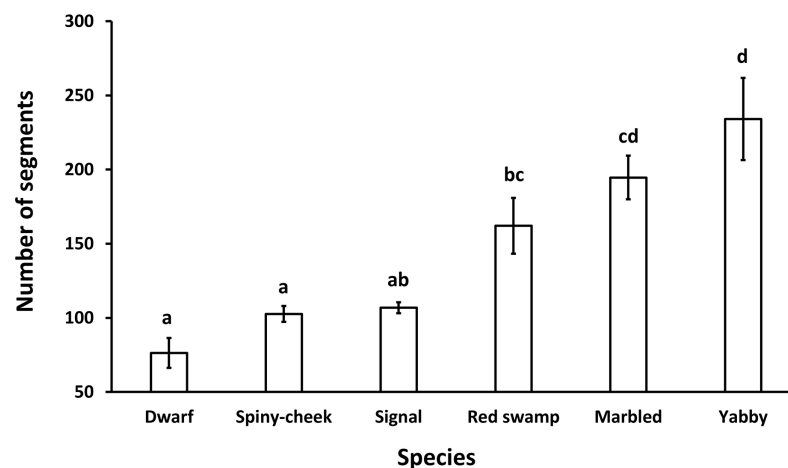 300
250
200
150
100
50
Number of segments
a
a
ab
bc
cd
d
Dwarf Spiny-cheek Signal Red swamp Marbled Yabby
Species